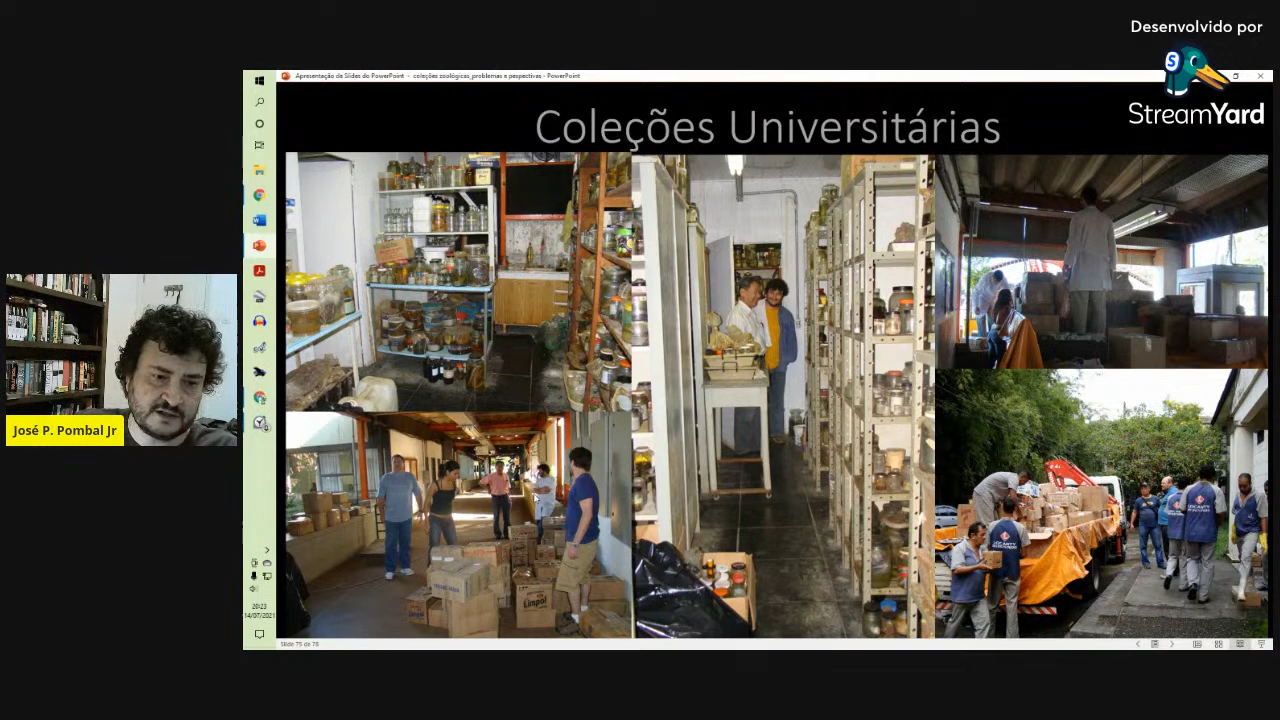 Desenvolvido por
S
StreamYard
Apresentação de Slides do PowerPoint - coleções zoológicas_problemas e pespectivas - PowerPoint
Coleções Universitárias
José P. Pombal Jr
Limpol
20:23
14/07/2021
Slide 75 de 78